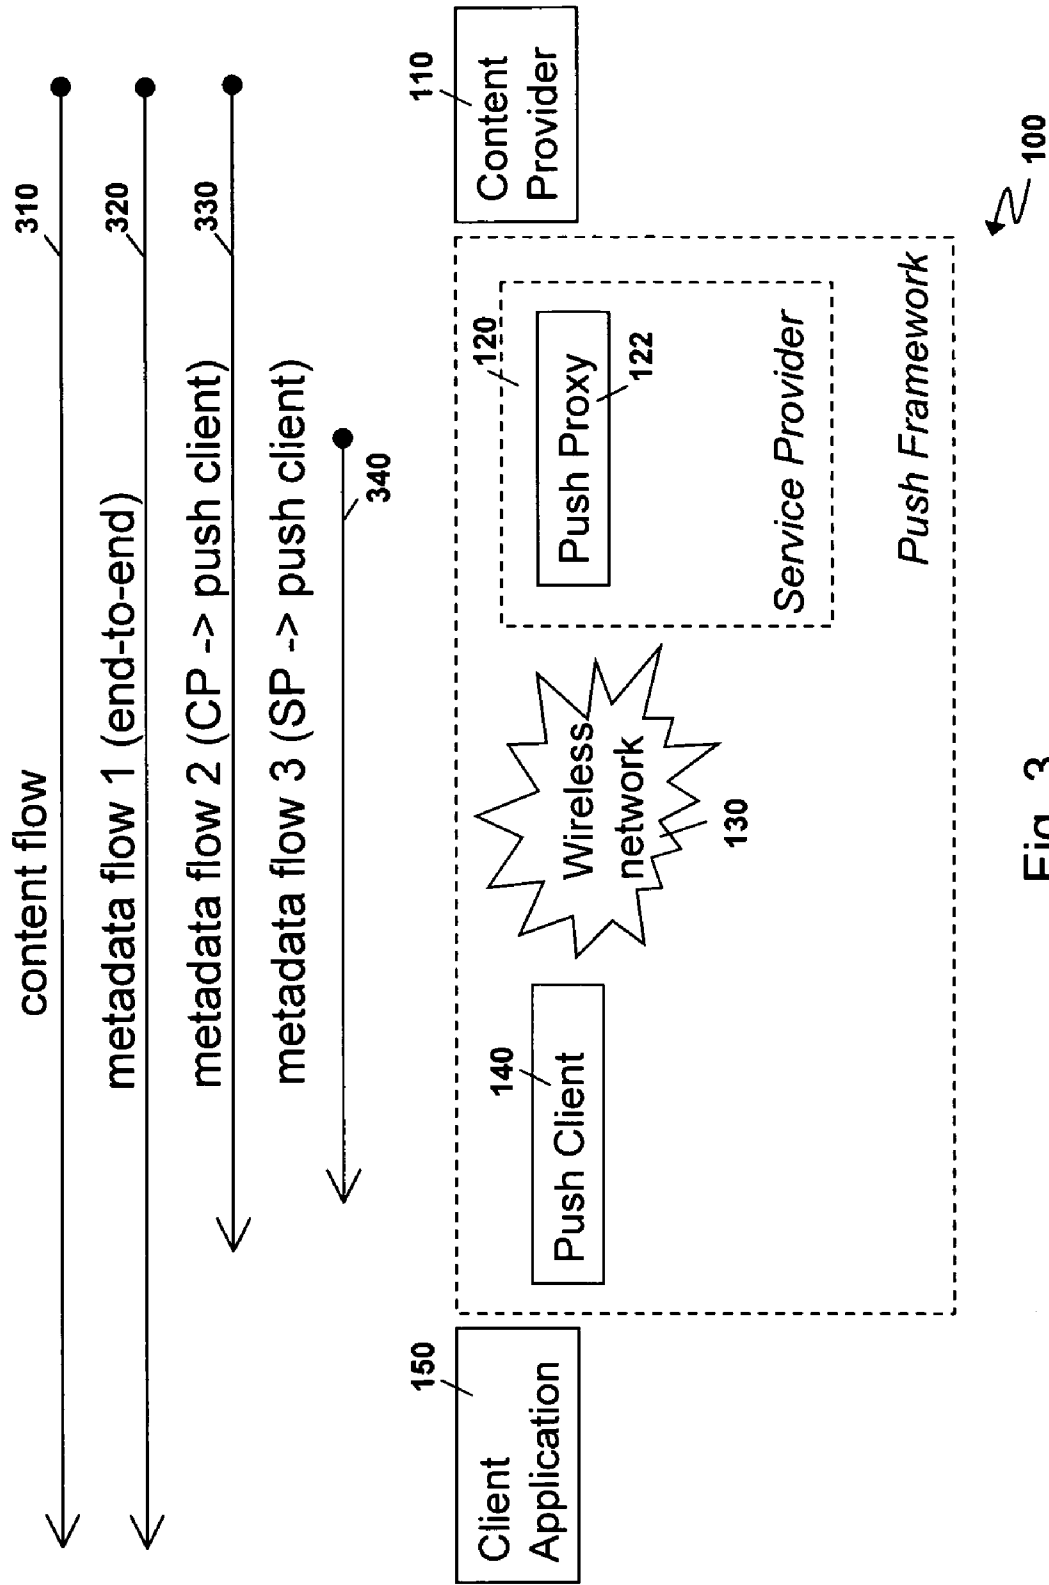 content flow
310
metadata flow 1 (end-to-end)
320
metadata flow 2 (CP -> push client)
330
metadata flow 3 (SP -> push client)
340
150
Client
Application
140
Push Client
Wireless
network
130
120
Push Proxy
122
Service Provider
Push Framework
110
Content
Provider
100
Fig. 3